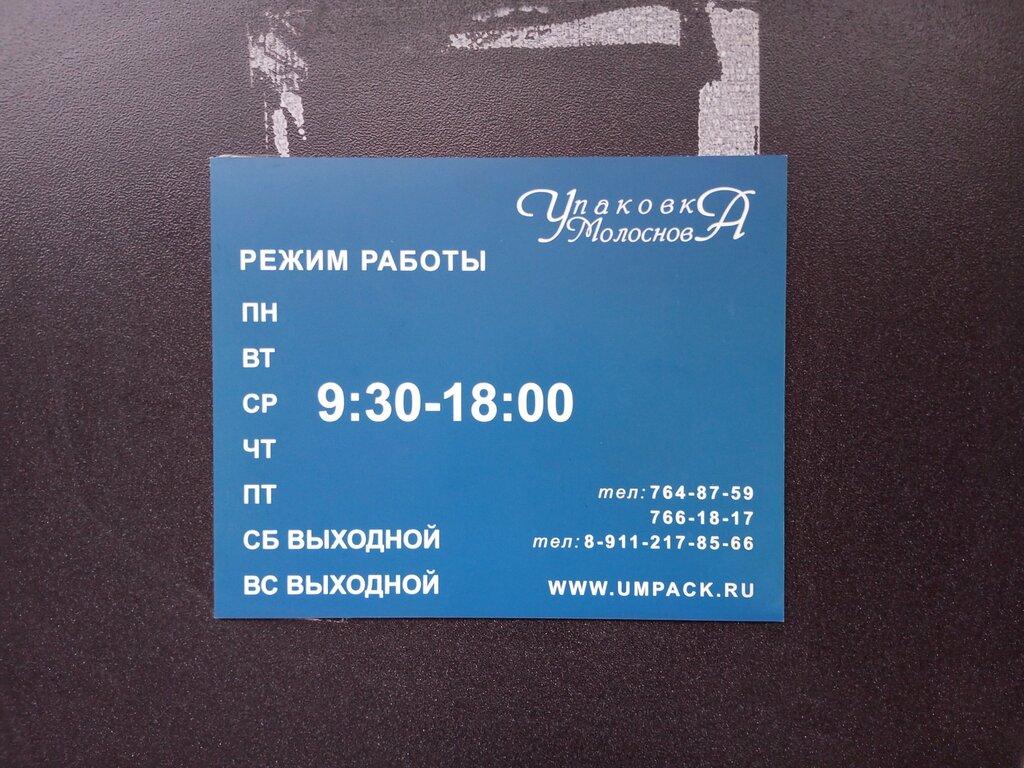 УпаковкА
МолосновА
РЕЖИМ РАБОТЫ
ПН
ВТ
СР 9:30-18:00
ЧТ
ПТ
тел: 764-87-59
766-18-17
СБ ВЫХОДНОЙ
тел: 8-911-217-85-66
ВС ВЫХОДНОЙ
WWW.UMPACK.RU